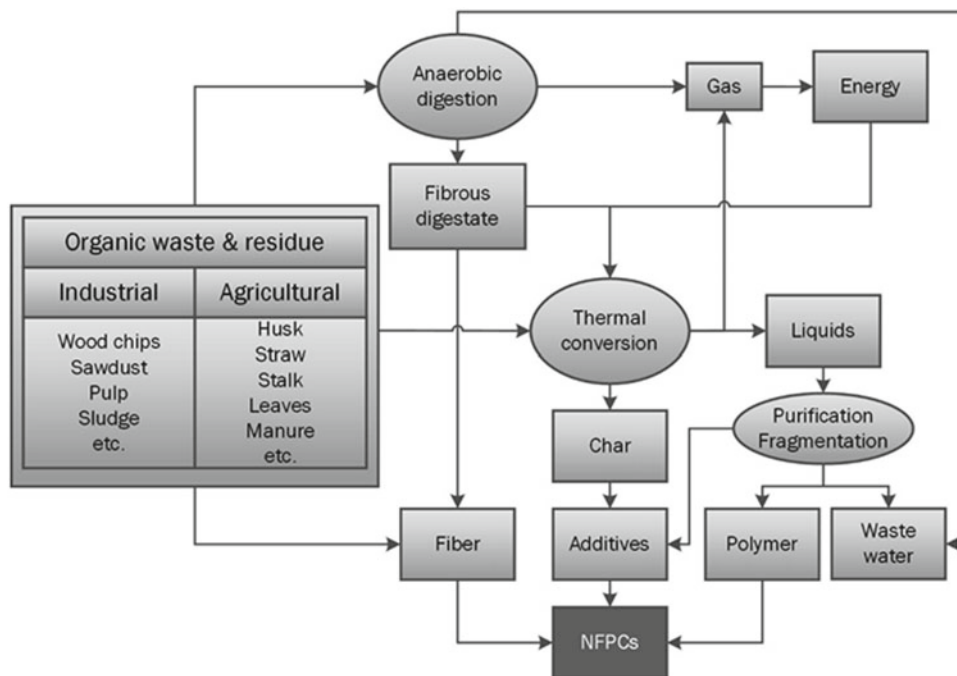 Anaerobic
digestion
Gas
Energy
Fibrous
digestate
Organic waste & residue
Industrial
Agricultural
Wood chips
Sawdust
Pulp
Sludge
etc.
Husk
Straw
Stalk
Leaves
Manure
etc.
Thermal
conversion
Liquids
Purification
Fragmentation
Char
Fiber
Additives
Polymer
Waste
water
NFPCs